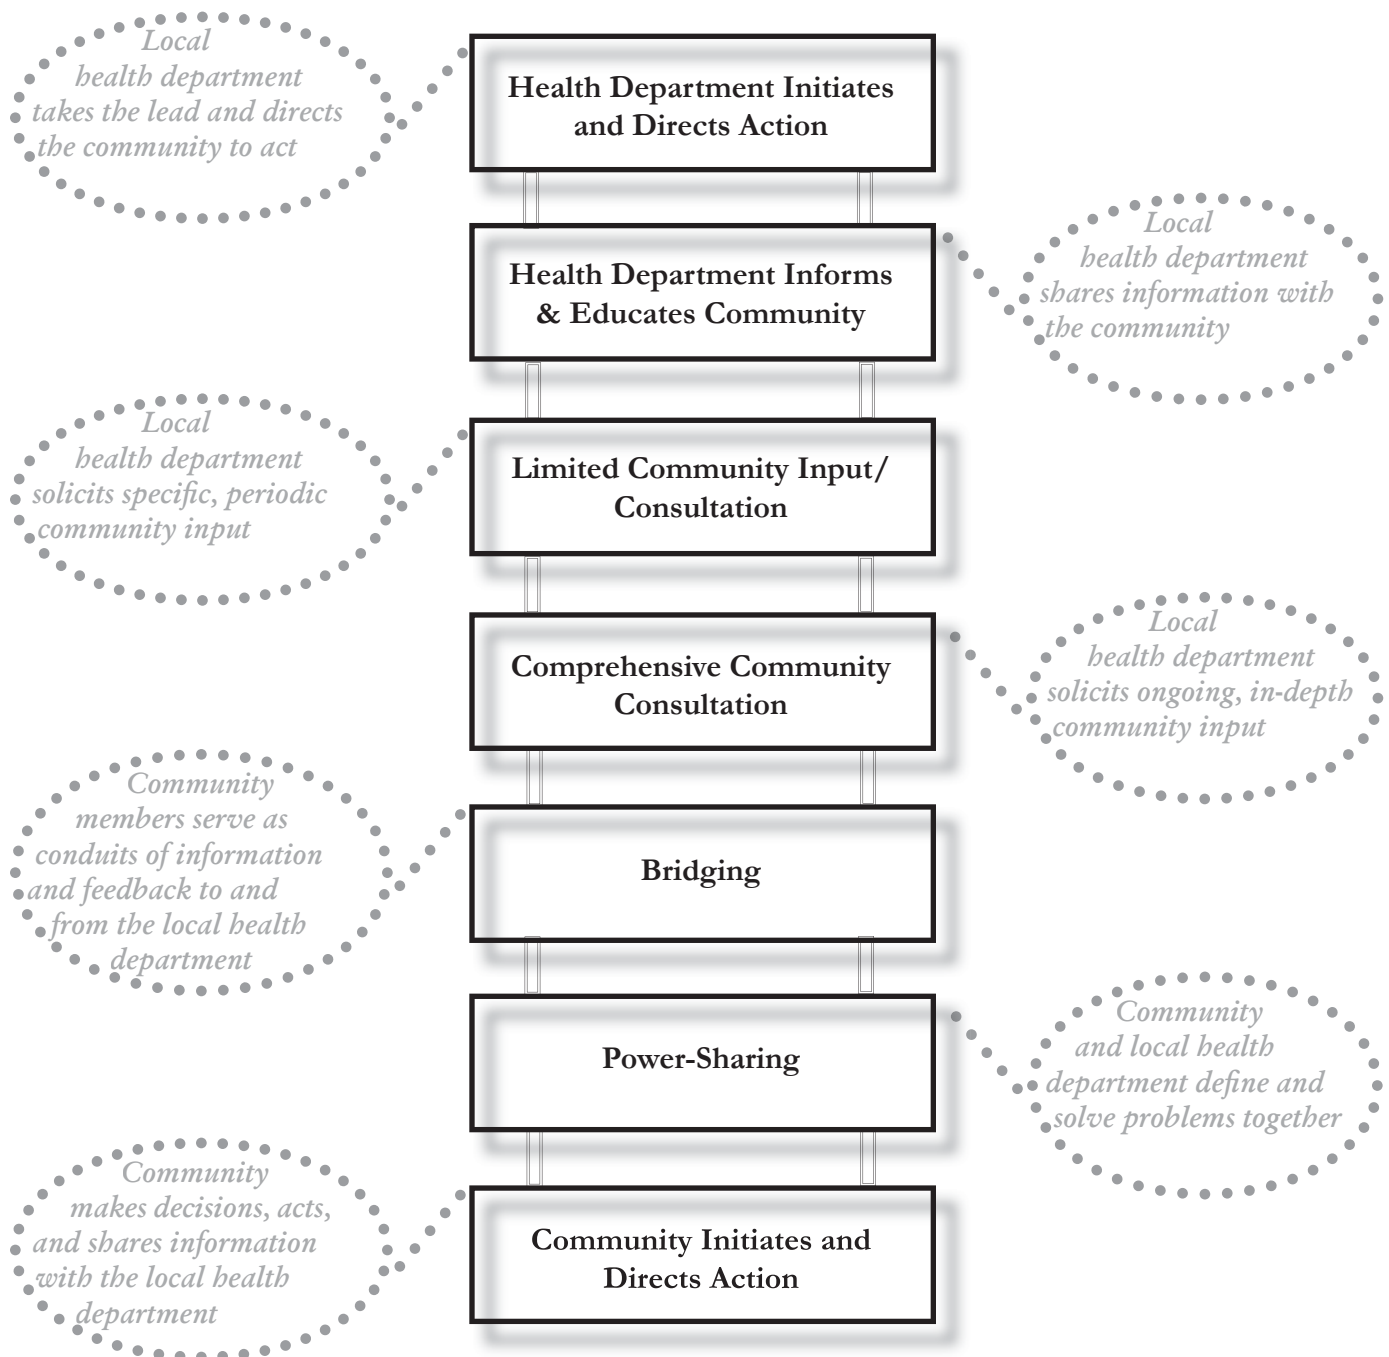 Local
health department
takes the lead and directs
the community to act
Health Department Initiates
and Directs Action
Health Department Informs
& Educates Community
Local
health department
shares information with
the community
Local
health department
solicits specific, periodic
community input
Limited Community Input/
Consultation
Comprehensive Community
Consultation
Local
health department
solicits ongoing, in-depth
community input
Community
members serve as
conduits of information
and feedback to and
from the local health
department
Bridging
Power-Sharing
Community
and local health
department define and
solve problems together
Community
makes decisions, acts,
and shares information
with the local health
department
Community Initiates and
Directs Action